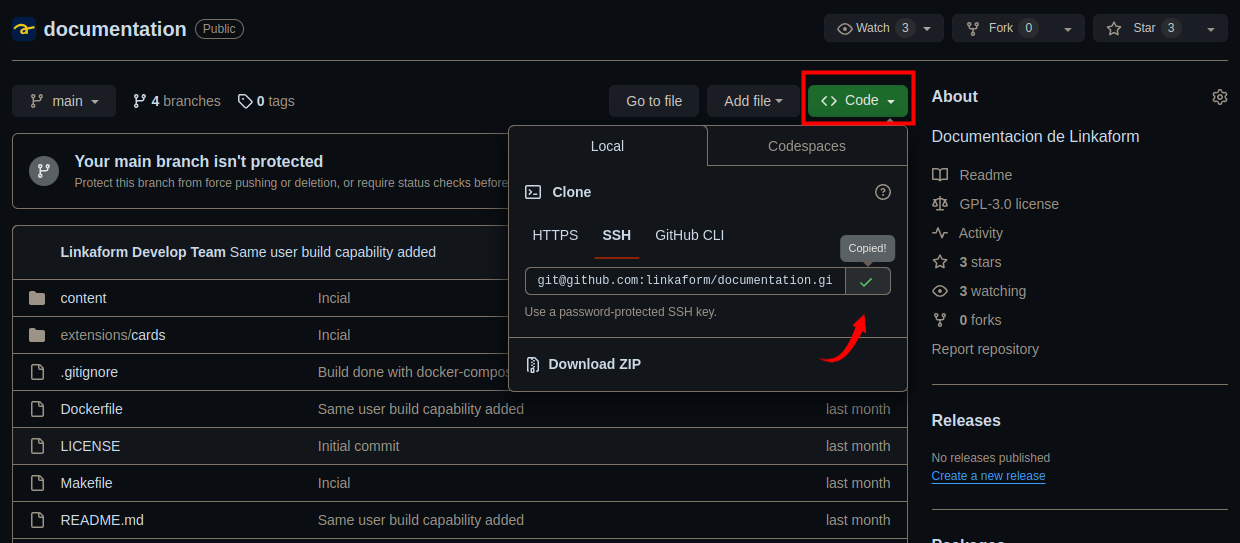 documentation Public Watch 3 Fork 0 Star 3
main 4 branches 0 tags Go to file Add file Code
Your main branch isn't protected
Protect this branch from force pushing or deletion, or require status checks before
Linkaform Develop Team Same user build capability added
content Incial
extensions/cards Incial
.gitignore Build done with docker-compos
Dockerfile Same user build capability added last month
LICENSE Initial commit last month
Makefile Incial last month
README.md Same user build capability added last month
Local Codespaces
Clone
HTTPS SSH GitHub CLI
Copied!
git@github.com:linkaform/documentation.gi
Use a password-protected SSH key.
Download ZIP
About
Documentacion de Linkaform
Readme
GPL-3.0 license
Activity
3 stars
3 watching
0 forks
Report repository
Releases
No releases published
Create a new release
Packages